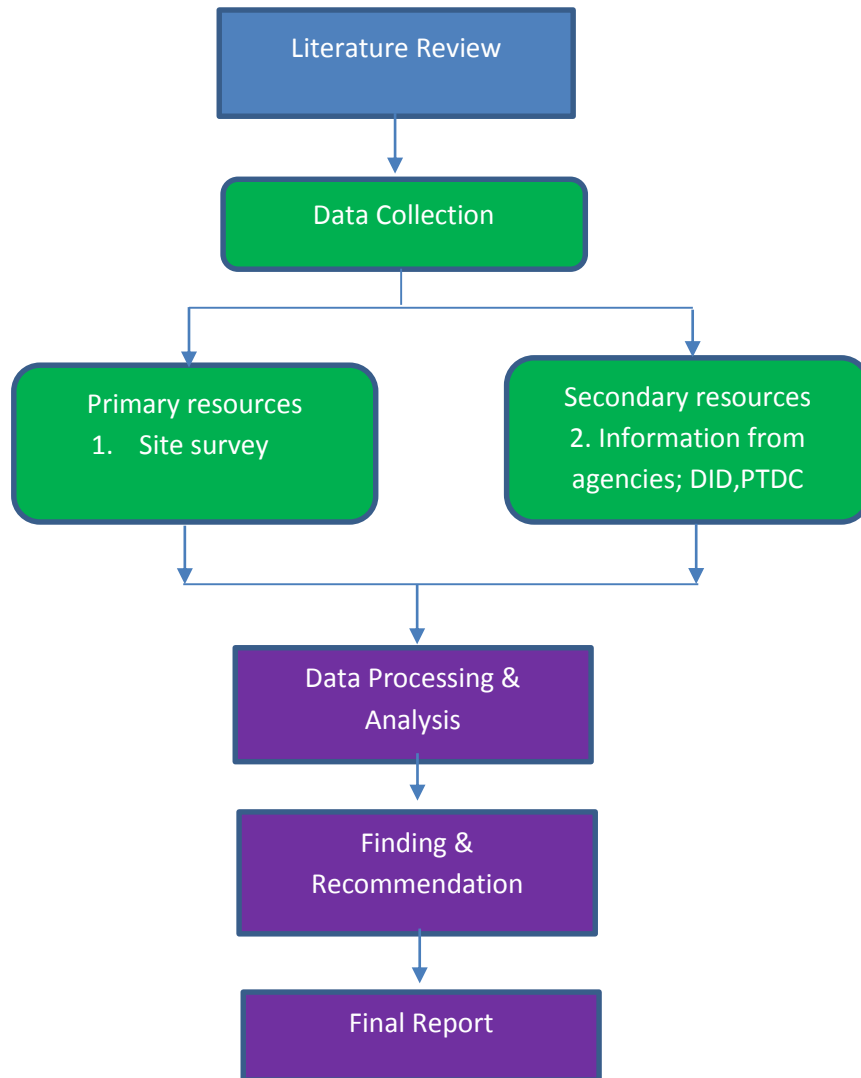 Literature Review
Data Collection
Primary resources
1. Site survey
Secondary resources
2. Information from
agencies; DID,PTDC
Data Processing &
Analysis
Finding &
Recommendation
Final Report